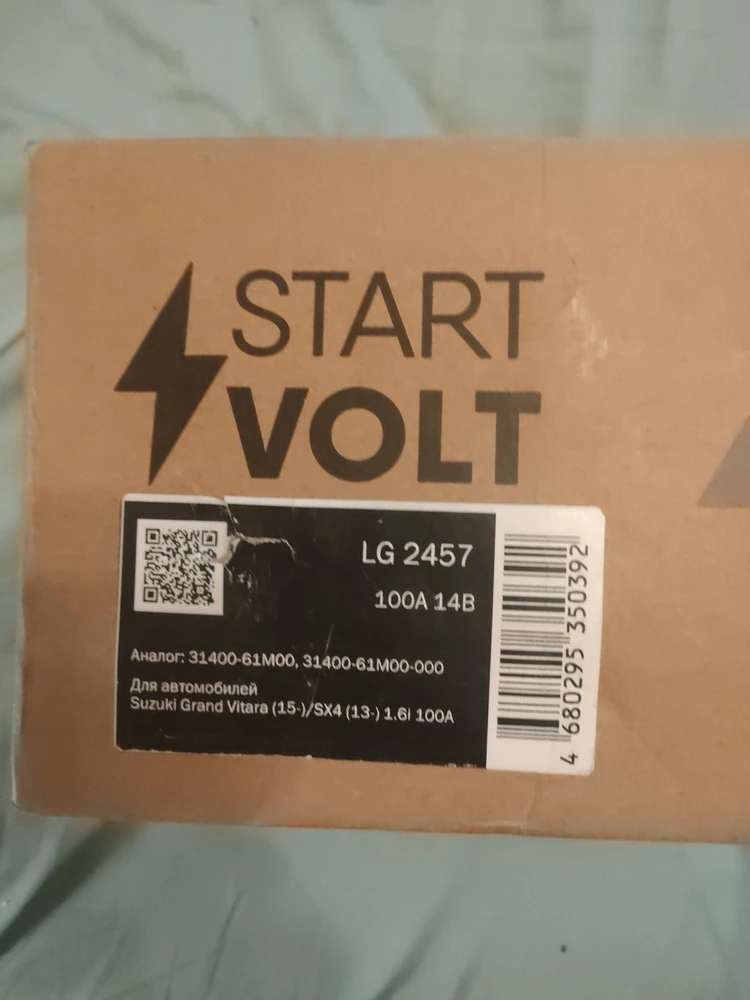 START
VOLT
LG 2457
100А 14В
Аналог: 31400-61M00, 31400-61M00-000
Для автомобилей
Suzuki Grand Vitara (15-)/SX4 (13-) 1.6i 100A
4 680295 350392